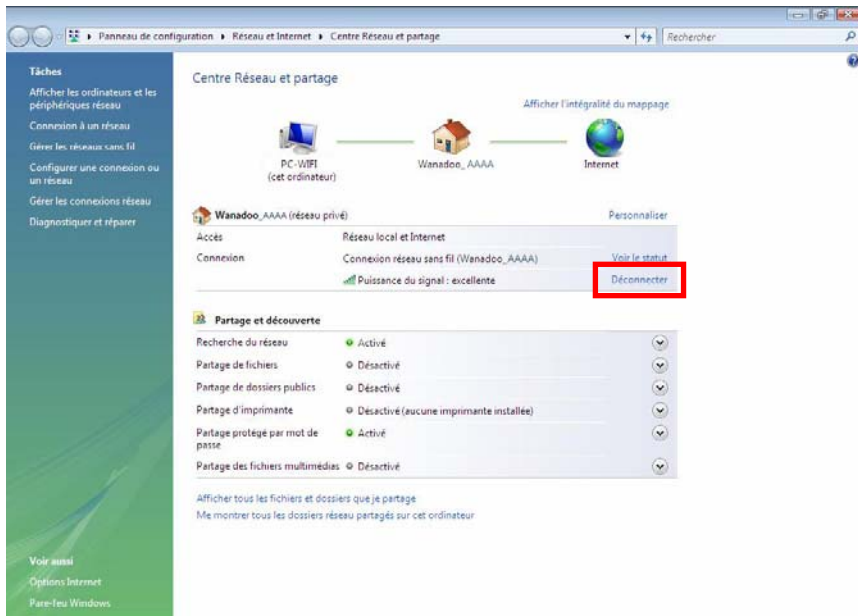 Panneau de configuration ▸ Réseau et Internet ▸ Centre Réseau et partage
Rechercher
Tâches
Afficher les ordinateurs et les
périphériques réseau
Connexion à un réseau
Gérer les réseaux sans fil
Configurer une connexion ou
un réseau
Gérer les connexions réseau
Diagnostiquer et réparer
Voir aussi
Options Internet
Pare-feu Windows
Centre Réseau et partage
Afficher l'intégralité du mappage
PC-WIFI
(cet ordinateur)
Wanadoo_AAAA
Internet
Wanadoo_AAAA (réseau privé) Personnaliser
Accès Réseau local et Internet
Connexion Connexion réseau sans fil (Wanadoo_AAAA) Voir le statut
Puissance du signal : excellente Déconnecter
Partage et découverte
Recherche du réseau Activé
Partage de fichiers Désactivé
Partage de dossiers publics Désactivé
Partage d'imprimante Désactivé (aucune imprimante installée)
Partage protégé par mot de Activé
passe
Partage des fichiers multimédias Désactivé
Afficher tous les fichiers et dossiers que je partage
Me montrer tous les dossiers réseau partagés sur cet ordinateur